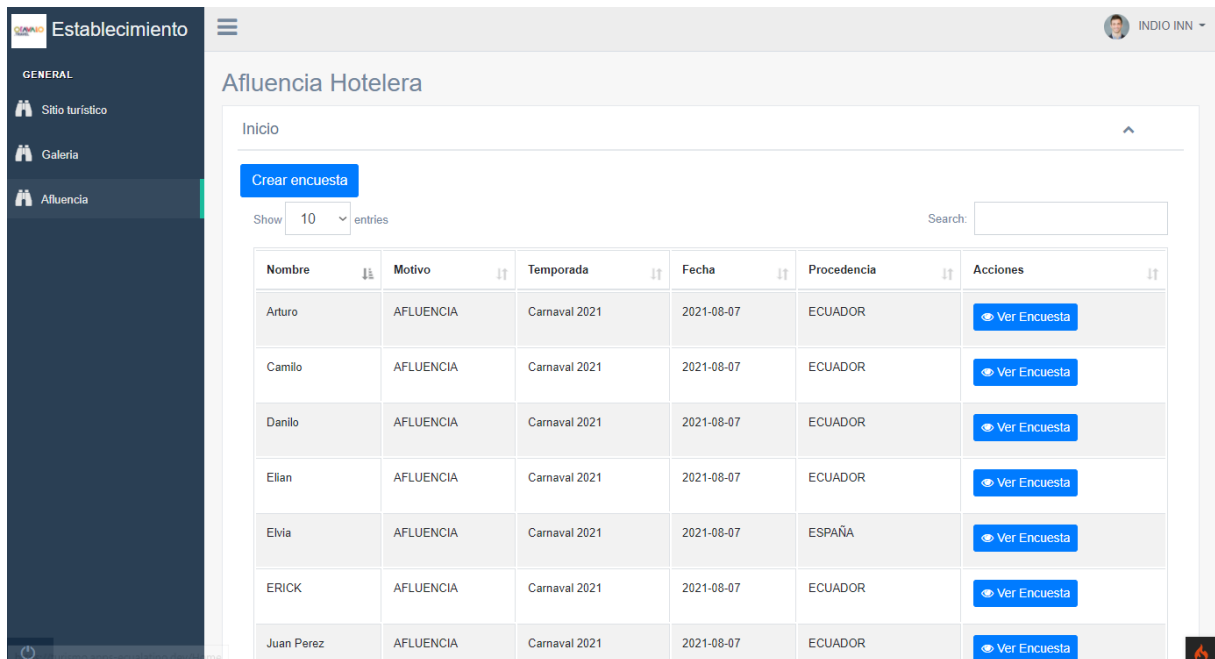 OTAVALO
Establecimiento
INDIO INN
GENERAL
Sitio turístico
Galeria
Afluencia
Afluencia Hotelera
Inicio
Crear encuesta
Show 10 entries
Search:
Nombre Motivo Temporada Fecha Procedencia Acciones
Arturo AFLUENCIA Carnaval 2021 2021-08-07 ECUADOR Ver Encuesta
Camilo AFLUENCIA Carnaval 2021 2021-08-07 ECUADOR Ver Encuesta
Danilo AFLUENCIA Carnaval 2021 2021-08-07 ECUADOR Ver Encuesta
Elian AFLUENCIA Carnaval 2021 2021-08-07 ECUADOR Ver Encuesta
Elvia AFLUENCIA Carnaval 2021 2021-08-07 ESPAÑA Ver Encuesta
ERICK AFLUENCIA Carnaval 2021 2021-08-07 ECUADOR Ver Encuesta
Juan Perez AFLUENCIA Carnaval 2021 2021-08-07 ECUADOR Ver Encuesta